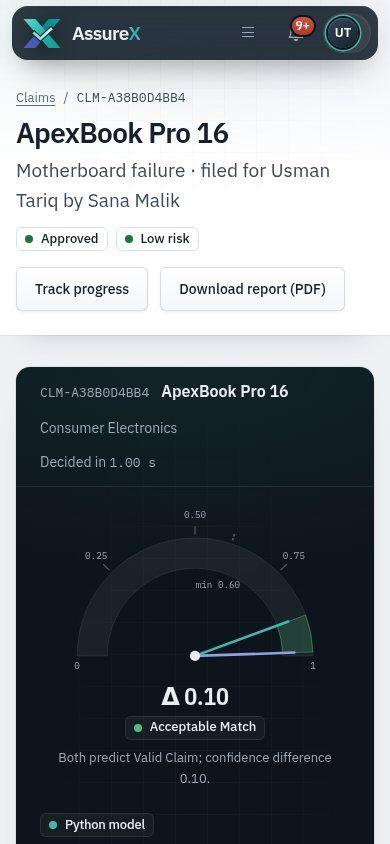 AssureX
9+
UT
Claims / CLM-A38B0D4BB4
ApexBook Pro 16
Motherboard failure · filed for Usman
Tariq by Sana Malik
Approved
Low risk
Track progress
Download report (PDF)
CLM-A38B0D4BB4 ApexBook Pro 16
Consumer Electronics
Decided in 1.00 s
0.50
0.25
0.75
min 0.60
0
1
Δ 0.10
Acceptable Match
Both predict Valid Claim; confidence difference
0.10.
Python model